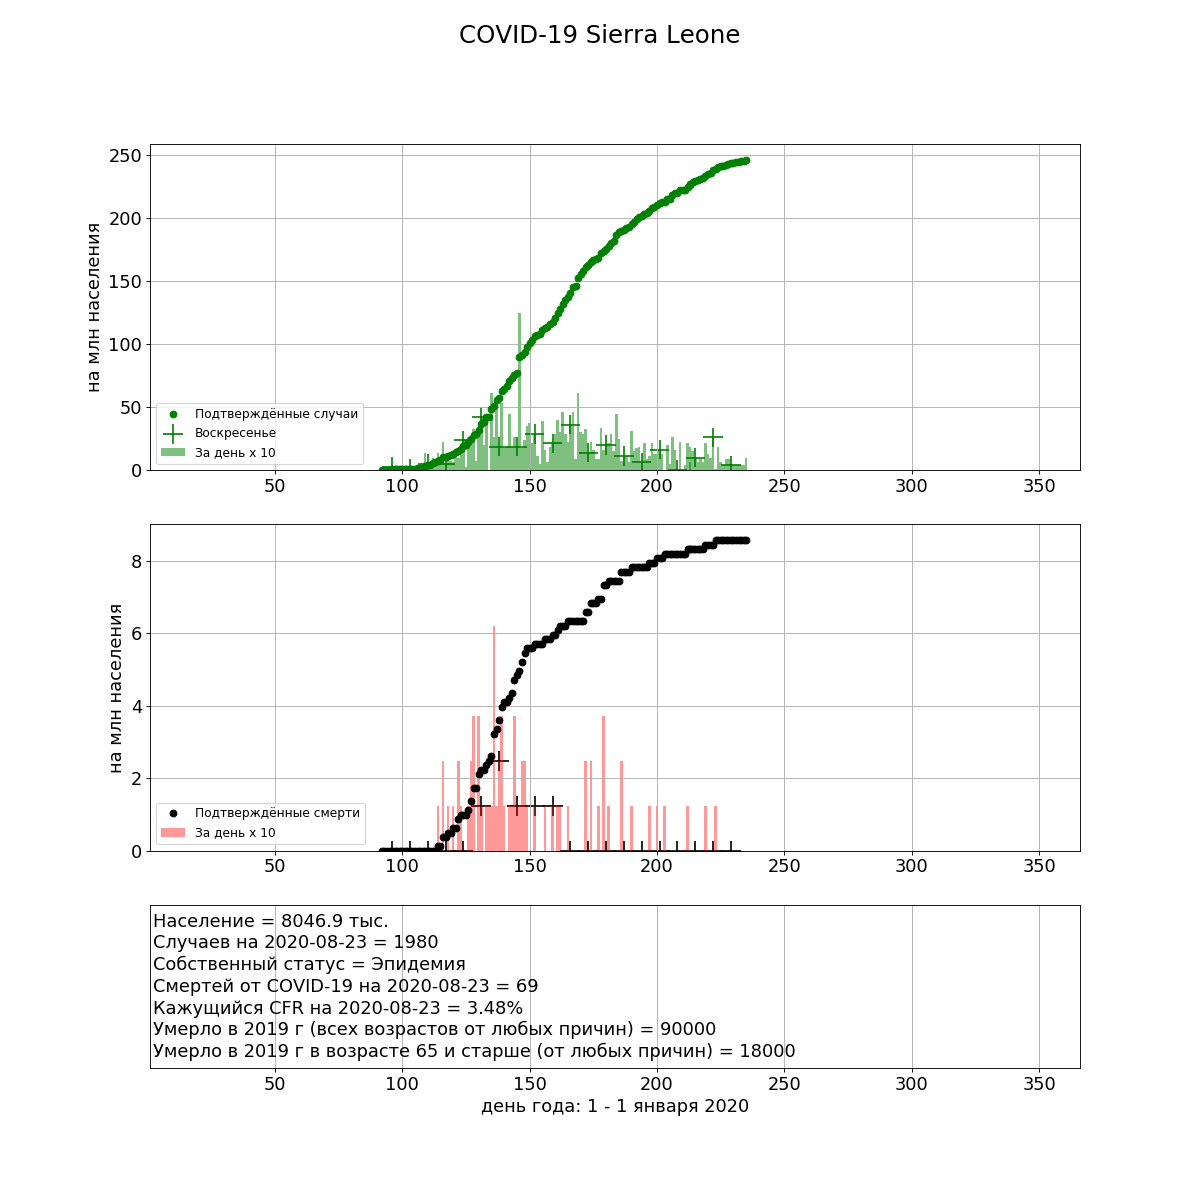 COVID-19 Sierra Leone
на млн населения
250
200
150
100
50
0
Подтверждённые случаи
Воскресенье
За день x 10
50 100 150 200 250 300 350
на млн населения
8
6
4
2
0
Подтверждённые смерти
За день x 10
50 100 150 200 250 300 350
Население = 8046.9 тыс.
Случаев на 2020-08-23 = 1980
Собственный статус = Эпидемия
Смертей от COVID-19 на 2020-08-23 = 69
Кажущийся CFR на 2020-08-23 = 3.48%
Умерло в 2019 г (всех возрастов от любых причин) = 90000
Умерло в 2019 г в возрасте 65 и старше (от любых причин) = 18000
50 100 150 200 250 300 350
день года: 1 - 1 января 2020